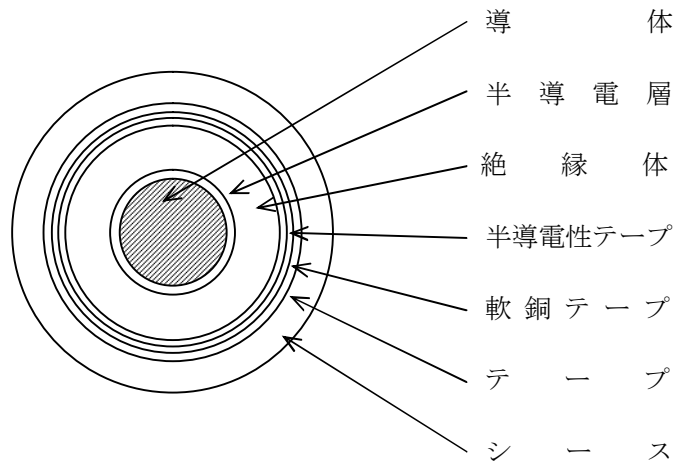 導体
半導電層
絶縁体
半導電性テープ
軟銅テープ
テープ
シース